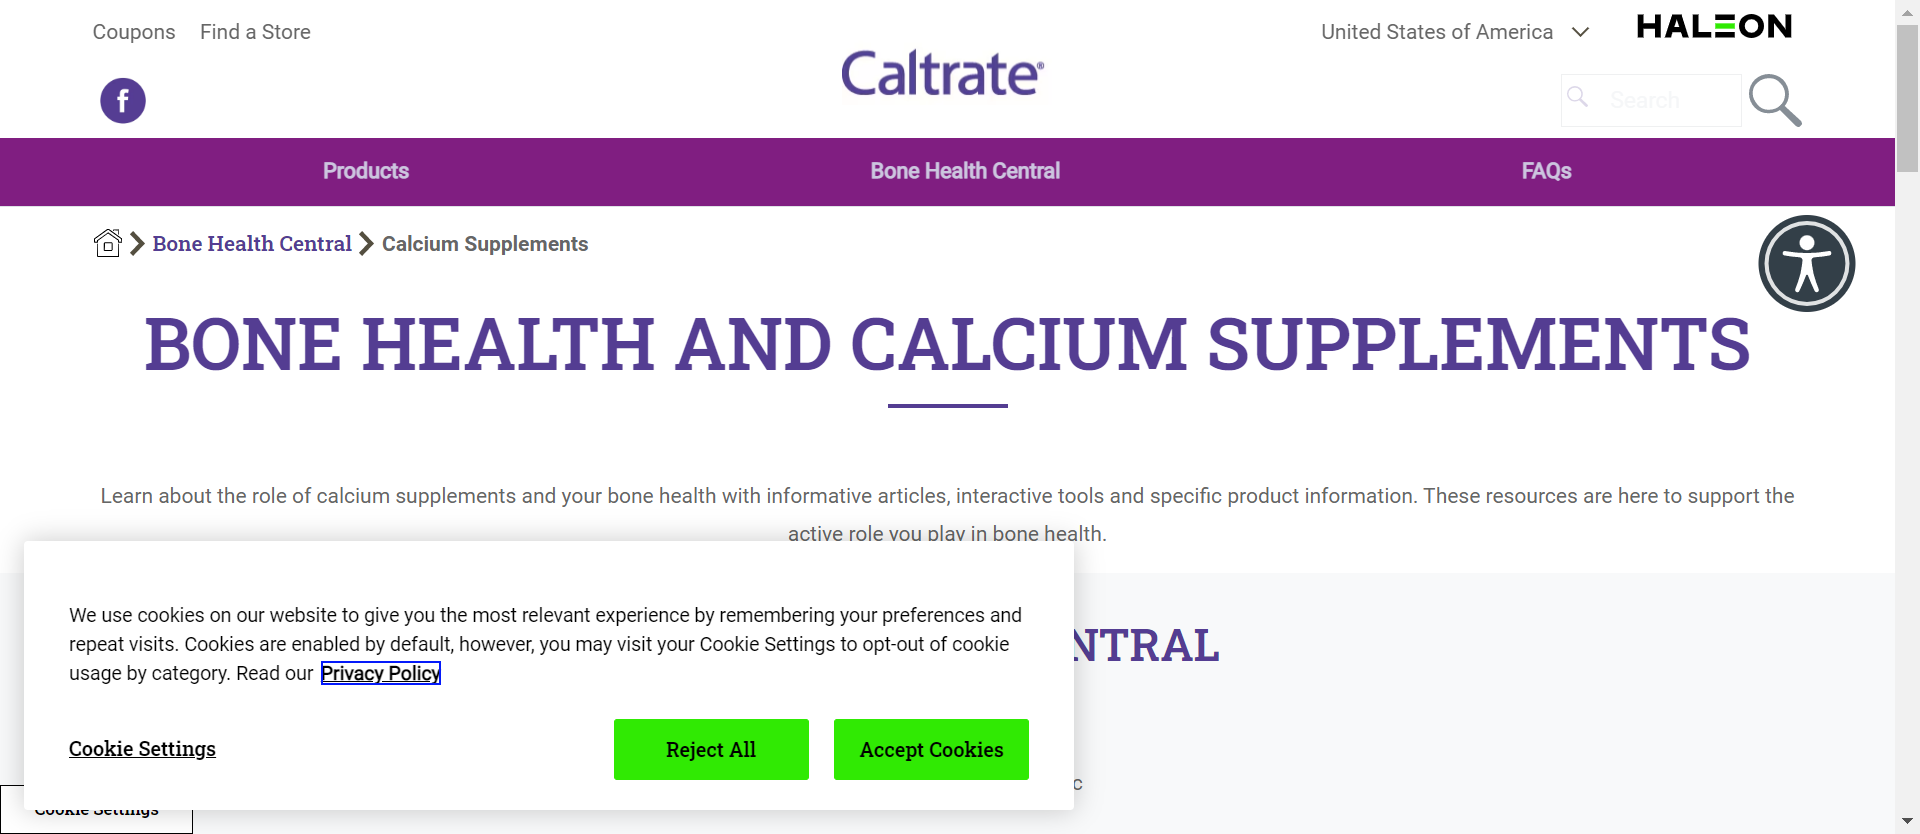 Coupons Find a Store
United States of America
HALEON
Caltrate®
f
Search
Products Bone Health Central FAQs
Bone Health Central Calcium Supplements
BONE HEALTH AND CALCIUM SUPPLEMENTS
Learn about the role of calcium supplements and your bone health with informative articles, interactive tools and specific product information. These resources are here to support the
active role you play in bone health.
NTRAL
We use cookies on our website to give you the most relevant experience by remembering your preferences and
repeat visits. Cookies are enabled by default, however, you may visit your Cookie Settings to opt-out of cookie
usage by category. Read our Privacy Policy
Cookie Settings Reject All Accept Cookies
c
Cookie Settings